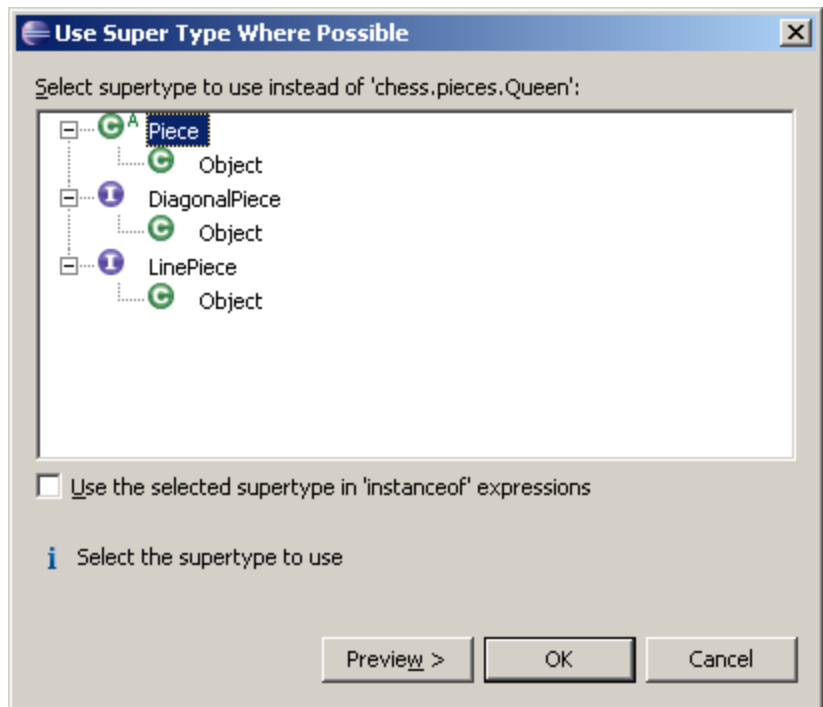 Use Super Type Where Possible
Select supertype to use instead of 'chess.pieces.Queen':
C A Piece
C Object
I DiagonalPiece
C Object
I LinePiece
C Object
Use the selected supertype in 'instanceof' expressions
i Select the supertype to use
Preview >
OK
Cancel